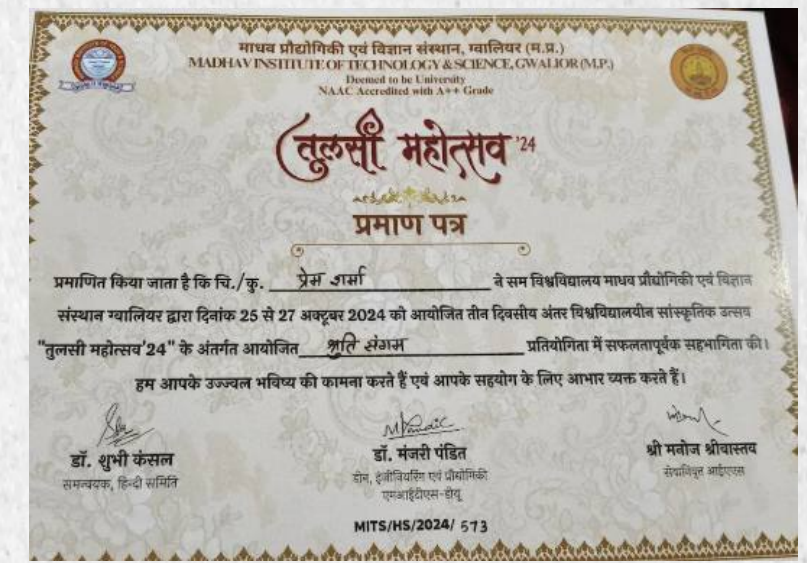 माधव प्रौद्योगिकी एवं विज्ञान संस्थान, ग्वालियर (म.प्र.)
MADHAV INSTITUTE OF TECHNOLOGY & SCIENCE, GWALIOR (M.P.)
Deemed to be University
NAAC Accredited with A++ Grade
तुलसी महोत्सव '24
प्रमाण पत्र
प्रमाणित किया जाता है कि चि./कु. प्रेम शर्मा ने सम विश्वविद्यालय माधव प्रौद्योगिकी एवं विज्ञान
संस्थान ग्वालियर द्वारा दिनांक 25 से 27 अक्टूबर 2024 को आयोजित तीन दिवसीय अंतर विश्वविद्यालयीन सांस्कृतिक उत्सव
"तुलसी महोत्सव'24" के अंतर्गत आयोजित श्रुति संगम प्रतियोगिता में सफलतापूर्वक सहभागिता की।
हम आपके उज्ज्वल भविष्य की कामना करते हैं एवं आपके सहयोग के लिए आभार व्यक्त करते हैं।
डॉ. शुभी कंसल डॉ. मंजरी पंडित श्री मनोज श्रीवास्तव
समन्वयक, हिन्दी समिति डीन, इंजीनियरिंग एवं प्रौद्योगिकी सेवानिवृत आईएएस
एमआईटीएस-डीयू
MITS/HS/2024/ 573